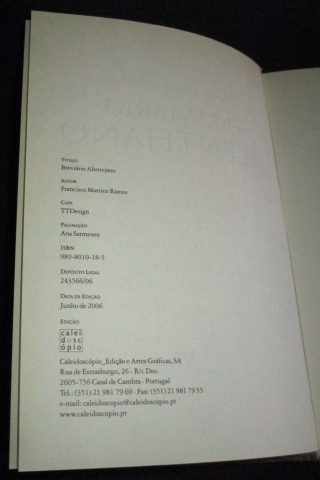 TÍTULO
Breviário Alentejano
AUTOR
Francisco Martins Ramos
CAPA
TTDesign
PAGINAÇÃO
Ana Sarmento
ISBN
989-8010-18-5
DEPÓSITO LEGAL
243566/06
DATA DE EDIÇÃO
Junho de 2006
EDIÇÃO
calei
dosc
ópio
Caleidoscópio_Edição e Artes Gráficas, SA
Rua de Estrasburgo, 26 - R/c Dto.
2605-756 Casal de Cambra - Portugal
Tel.: (351) 21 981 79 60 - Fax: (351) 21 981 79 55
e-mail: caleidoscopio@caleidoscopio.pt
www.caleidoscopio.pt